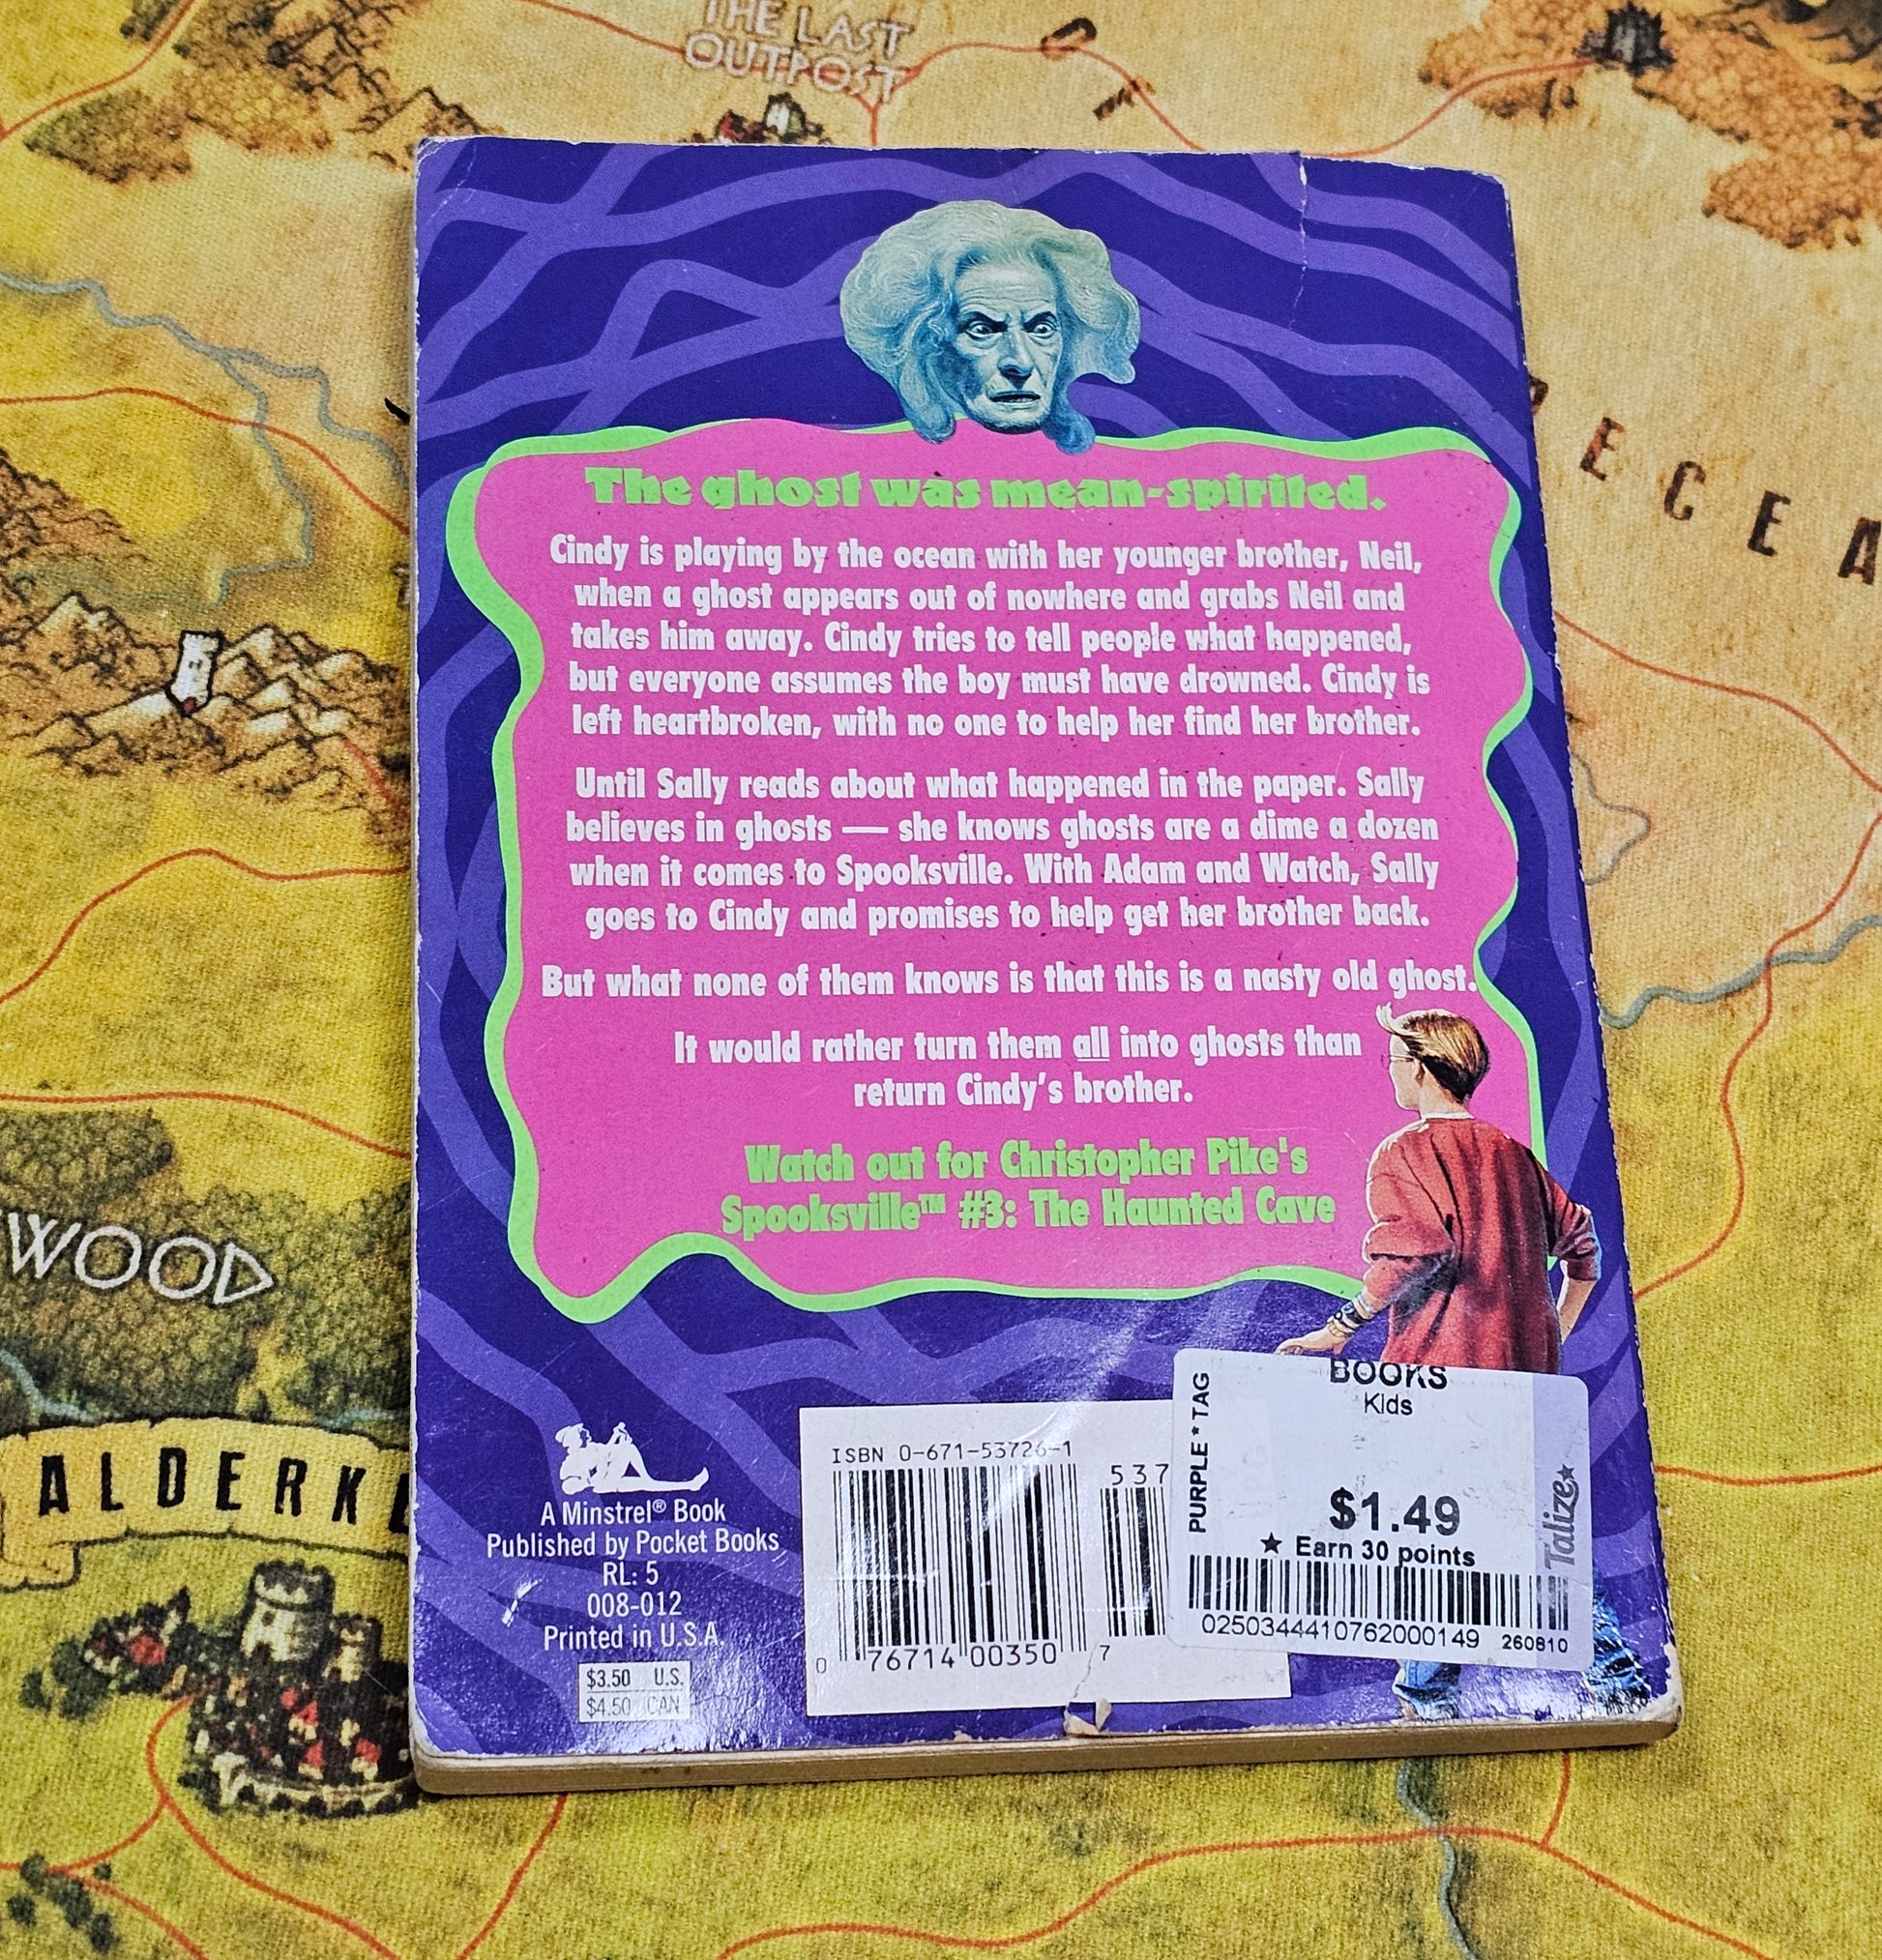 THE LAST
OUTPOST
ECEA
The ghost was mean-spirited.
Cindy is playing by the ocean with her younger brother, Neil,
when a ghost appears out of nowhere and grabs Neil and
takes him away. Cindy tries to tell people what happened,
but everyone assumes the boy must have drowned. Cindy is
left heartbroken, with no one to help her find her brother.
Until Sally reads about what happened in the paper. Sally
believes in ghosts — she knows ghosts are a dime a dozen
when it comes to Spooksville. With Adam and Watch, Sally
goes to Cindy and promises to help get her brother back.
But what none of them knows is that this is a nasty old ghost.
It would rather turn them all into ghosts than
return Cindy's brother.
Watch out for Christopher Pike's
Spooksville™ #3: The Haunted Cave
WOOD
ALDERK
A Minstrel® Book
Published by Pocket Books
RL: 5
008-012
Printed in U.S.A.
$3.50 U.S.
$4.50 CAN
ISBN 0-671-53726-1
537
0 76714 00350 7
PURPLE * TAG
BOOKS
Kids
$1.49
★ Earn 30 points
Talize★
0250344410762000149 260810